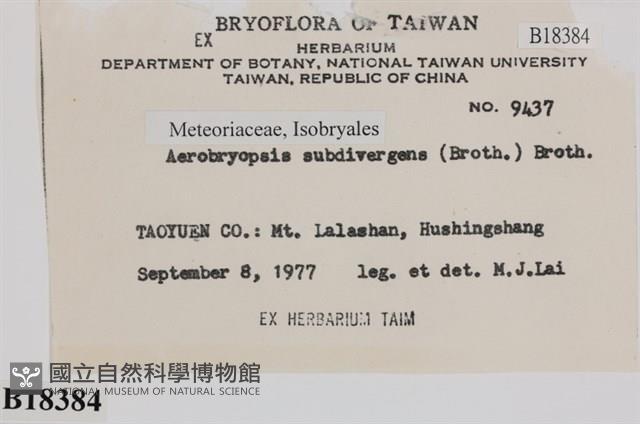 BRYOFLORA OF TAIWAN
EX
B18384
HERBARIUM
DEPARTMENT OF BOTANY, NATIONAL TAIWAN UNIVERSITY
TAIWAN, REPUBLIC OF CHINA
NO. 9437
Meteoriaceae, Isobryales
Aerobryopsis subdivergens (Broth.) Broth.
TAOYUEN CO.: Mt. Lalashan, Hushingshang
September 8, 1977 leg. et det. M.J.Lai
EX HERBARIUM TAIM
國立自然科學博物館
NATIONAL MUSEUM OF NATURAL SCIENCE
B18384